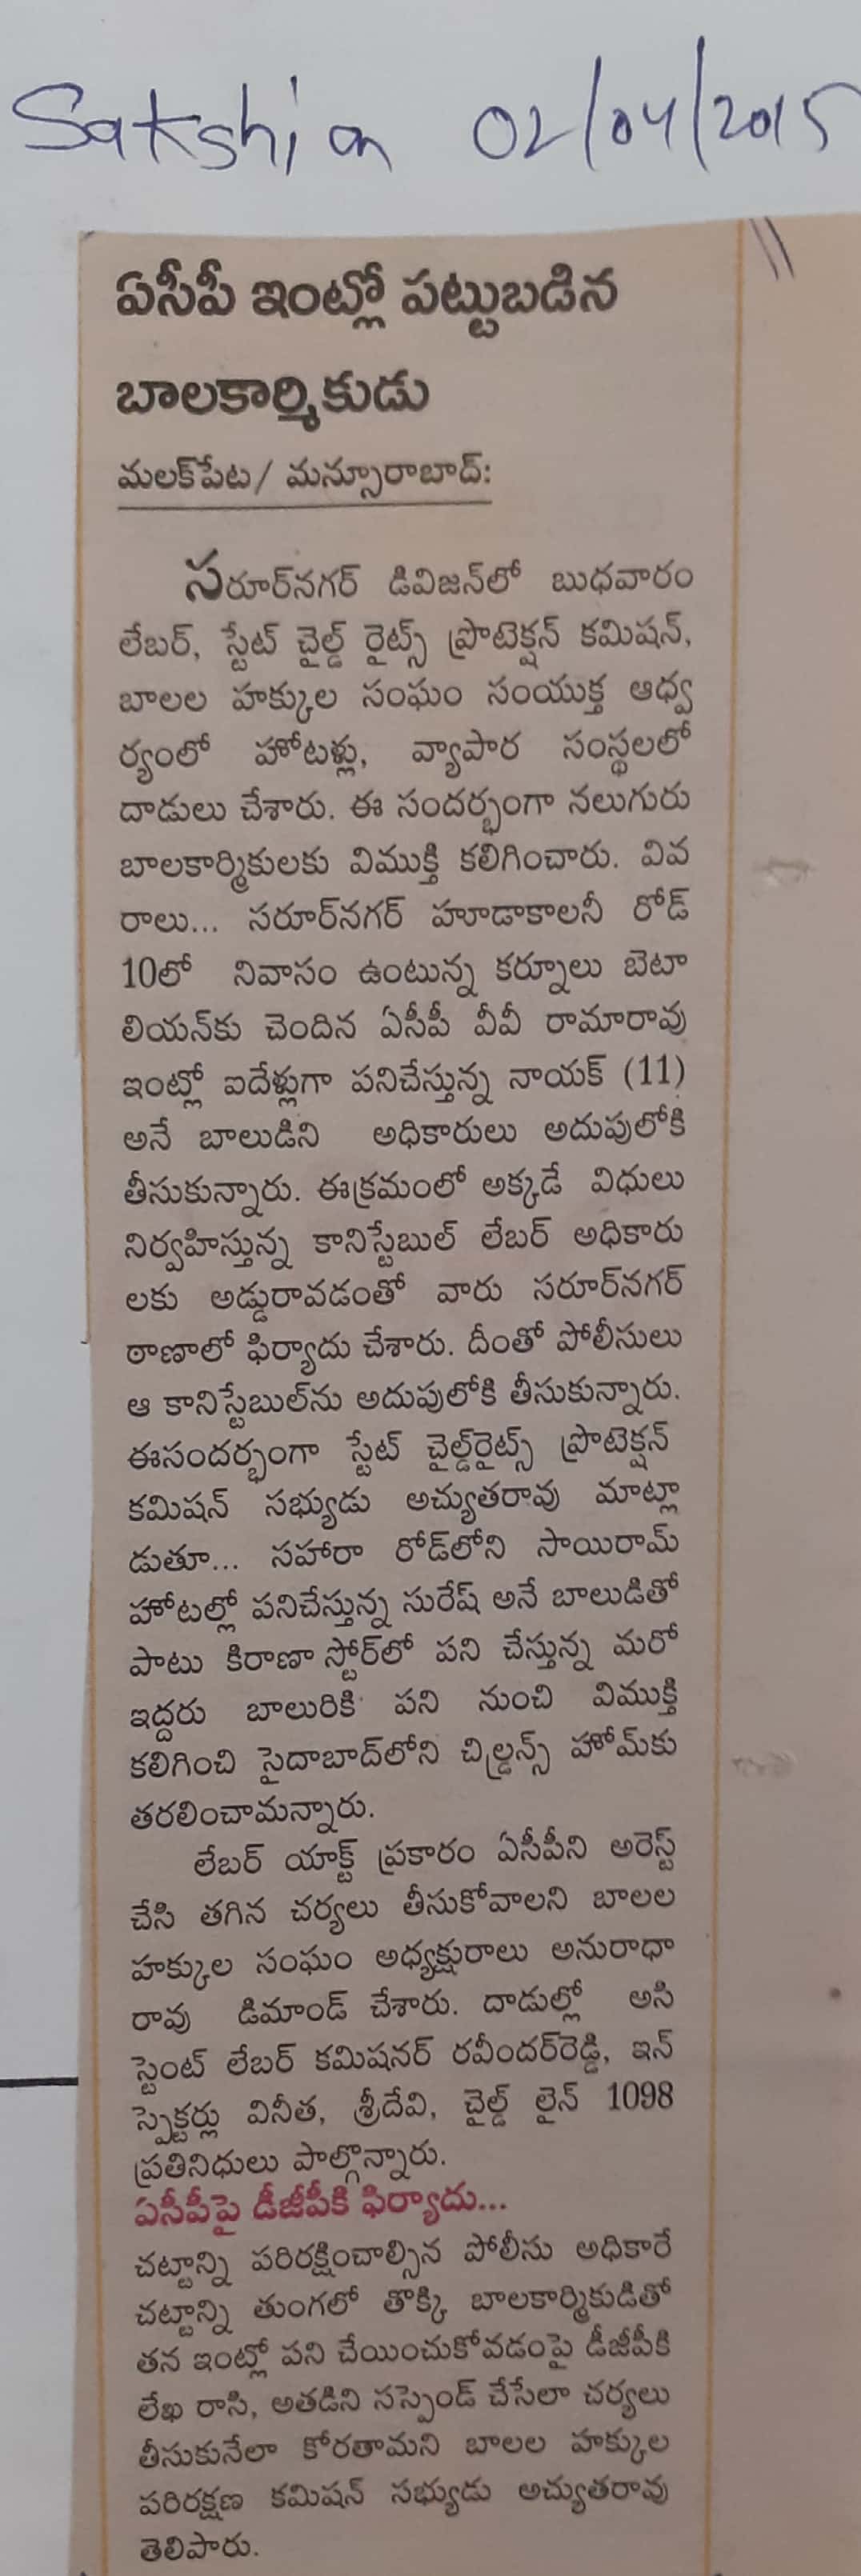 Sakshi on 02/04/2015
ఏసీపీ ఇంట్లో పట్టుబడిన
బాలకార్మికుడు
మలక్‌పేట/ మన్సూరాబాద్:
సరూర్‌నగర్ డివిజన్‌లో బుధవారం
లేబర్, స్టేట్ చైల్డ్ రైట్స్ ప్రొటెక్షన్ కమిషన్,
బాలల హక్కుల సంఘం సంయుక్త ఆధ్వ
ర్యంలో హోటళ్లు, వ్యాపార సంస్థలలో
దాడులు చేశారు. ఈ సందర్భంగా నలుగురు
బాలకార్మికులకు విముక్తి కలిగించారు. వివ
రాలు... సరూర్‌నగర్ హూడాకాలనీ రోడ్
10లో నివాసం ఉంటున్న కర్నూలు బెటా
లియన్‌కు చెందిన ఏసీపీ వీవీ రామారావు
ఇంట్లో ఐదేళ్లుగా పనిచేస్తున్న నాయక్ (11)
అనే బాలుడిని అధికారులు అదుపులోకి
తీసుకున్నారు. ఈక్రమంలో అక్కడే విధులు
నిర్వహిస్తున్న కానిస్టేబుల్ లేబర్ అధికారు
లకు అడ్డురావడంతో వారు సరూర్‌నగర్
ఠాణాలో ఫిర్యాదు చేశారు. దీంతో పోలీసులు
ఆ కానిస్టేబుల్‌ను అదుపులోకి తీసుకున్నారు.
ఈసందర్భంగా స్టేట్ చైల్డ్‌రైట్స్ ప్రొటెక్షన్
కమిషన్ సభ్యుడు అచ్యుతరావు మాట్లా
డుతూ... సహారా రోడ్‌లోని సాయిరామ్
హోటల్లో పనిచేస్తున్న సురేష్ అనే బాలుడితో
పాటు కిరాణా స్టోర్‌లో పని చేస్తున్న మరో
ఇద్దరు బాలురికి పని నుంచి విముక్తి
కలిగించి సైదాబాద్‌లోని చిల్డ్రన్స్ హోమ్‌కు
తరలించామన్నారు.
లేబర్ యాక్ట్ ప్రకారం ఏసీపీని అరెస్ట్
చేసి తగిన చర్యలు తీసుకోవాలని బాలల
హక్కుల సంఘం అధ్యక్షురాలు అనురాధా
రావు డిమాండ్ చేశారు. దాడుల్లో అసి
స్టెంట్ లేబర్ కమిషనర్ రవీందర్‌రెడ్డి, ఇన్
స్పెక్టర్లు వినీత, శ్రీదేవి, చైల్డ్ లైన్ 1098
ప్రతినిధులు పాల్గొన్నారు.
ఏసీపీపై డీజీపీకి ఫిర్యాదు...
చట్టాన్ని పరిరక్షించాల్సిన పోలీసు అధికారే
చట్టాన్ని తుంగలో తొక్కి బాలకార్మికుడితో
తన ఇంట్లో పని చేయించుకోవడంపై డీజీపీకి
లేఖ రాసి, అతడిని సస్పెండ్ చేసేలా చర్యలు
తీసుకునేలా కోరతామని బాలల హక్కుల
పరిరక్షణ కమిషన్ సభ్యుడు అచ్యుతరావు
తెలిపారు.